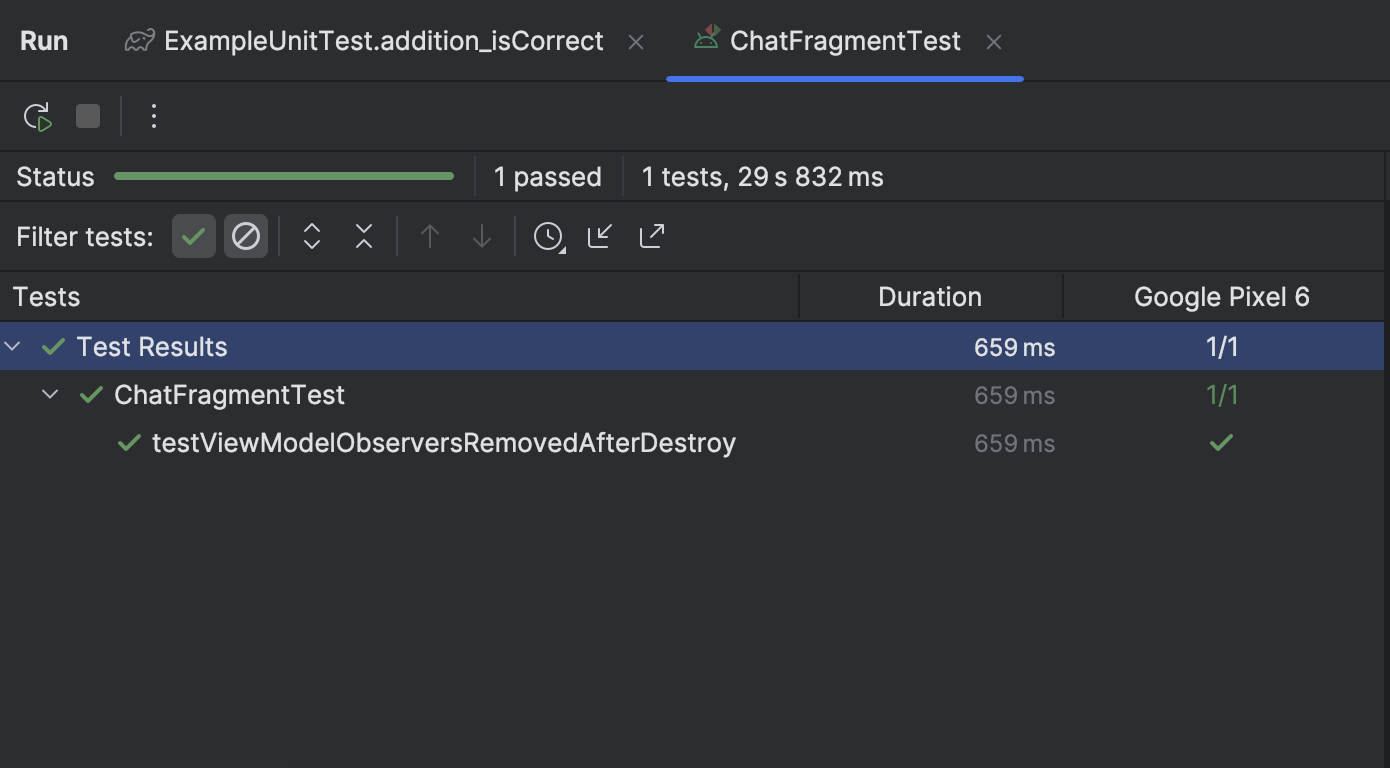 Run ExampleUnitTest.addition_isCorrect ChatFragmentTest
Status 1 passed 1 tests, 29 s 832 ms
Filter tests:
Tests Duration Google Pixel 6
Test Results 659 ms 1/1
ChatFragmentTest 659 ms 1/1
testViewModelObserversRemovedAfterDestroy 659 ms